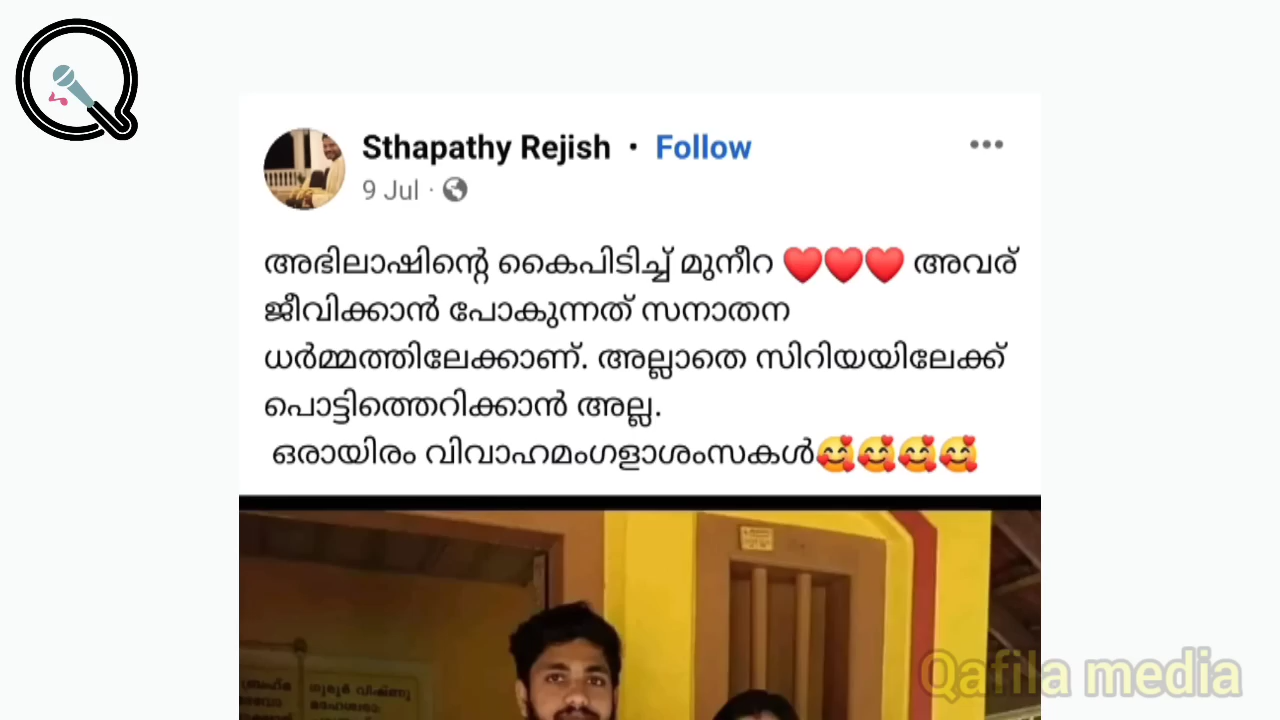 Sthapathy Rejish • Follow
9 Jul ·
അഭിലാഷിന്റെ കൈപിടിച്ച് മുനീറ ❤️❤️❤️ അവര്
ജീവിക്കാൻ പോകുന്നത് സനാതന
ധർമ്മത്തിലേക്കാണ്. അല്ലാതെ സിറിയയിലേക്ക്
പൊട്ടിത്തെറിക്കാൻ അല്ല.
ഒരായിരം വിവാഹമംഗളാശംസകൾ🥰🥰🥰🥰
ഗുരുർ വിഷ്ണു
Qafila media